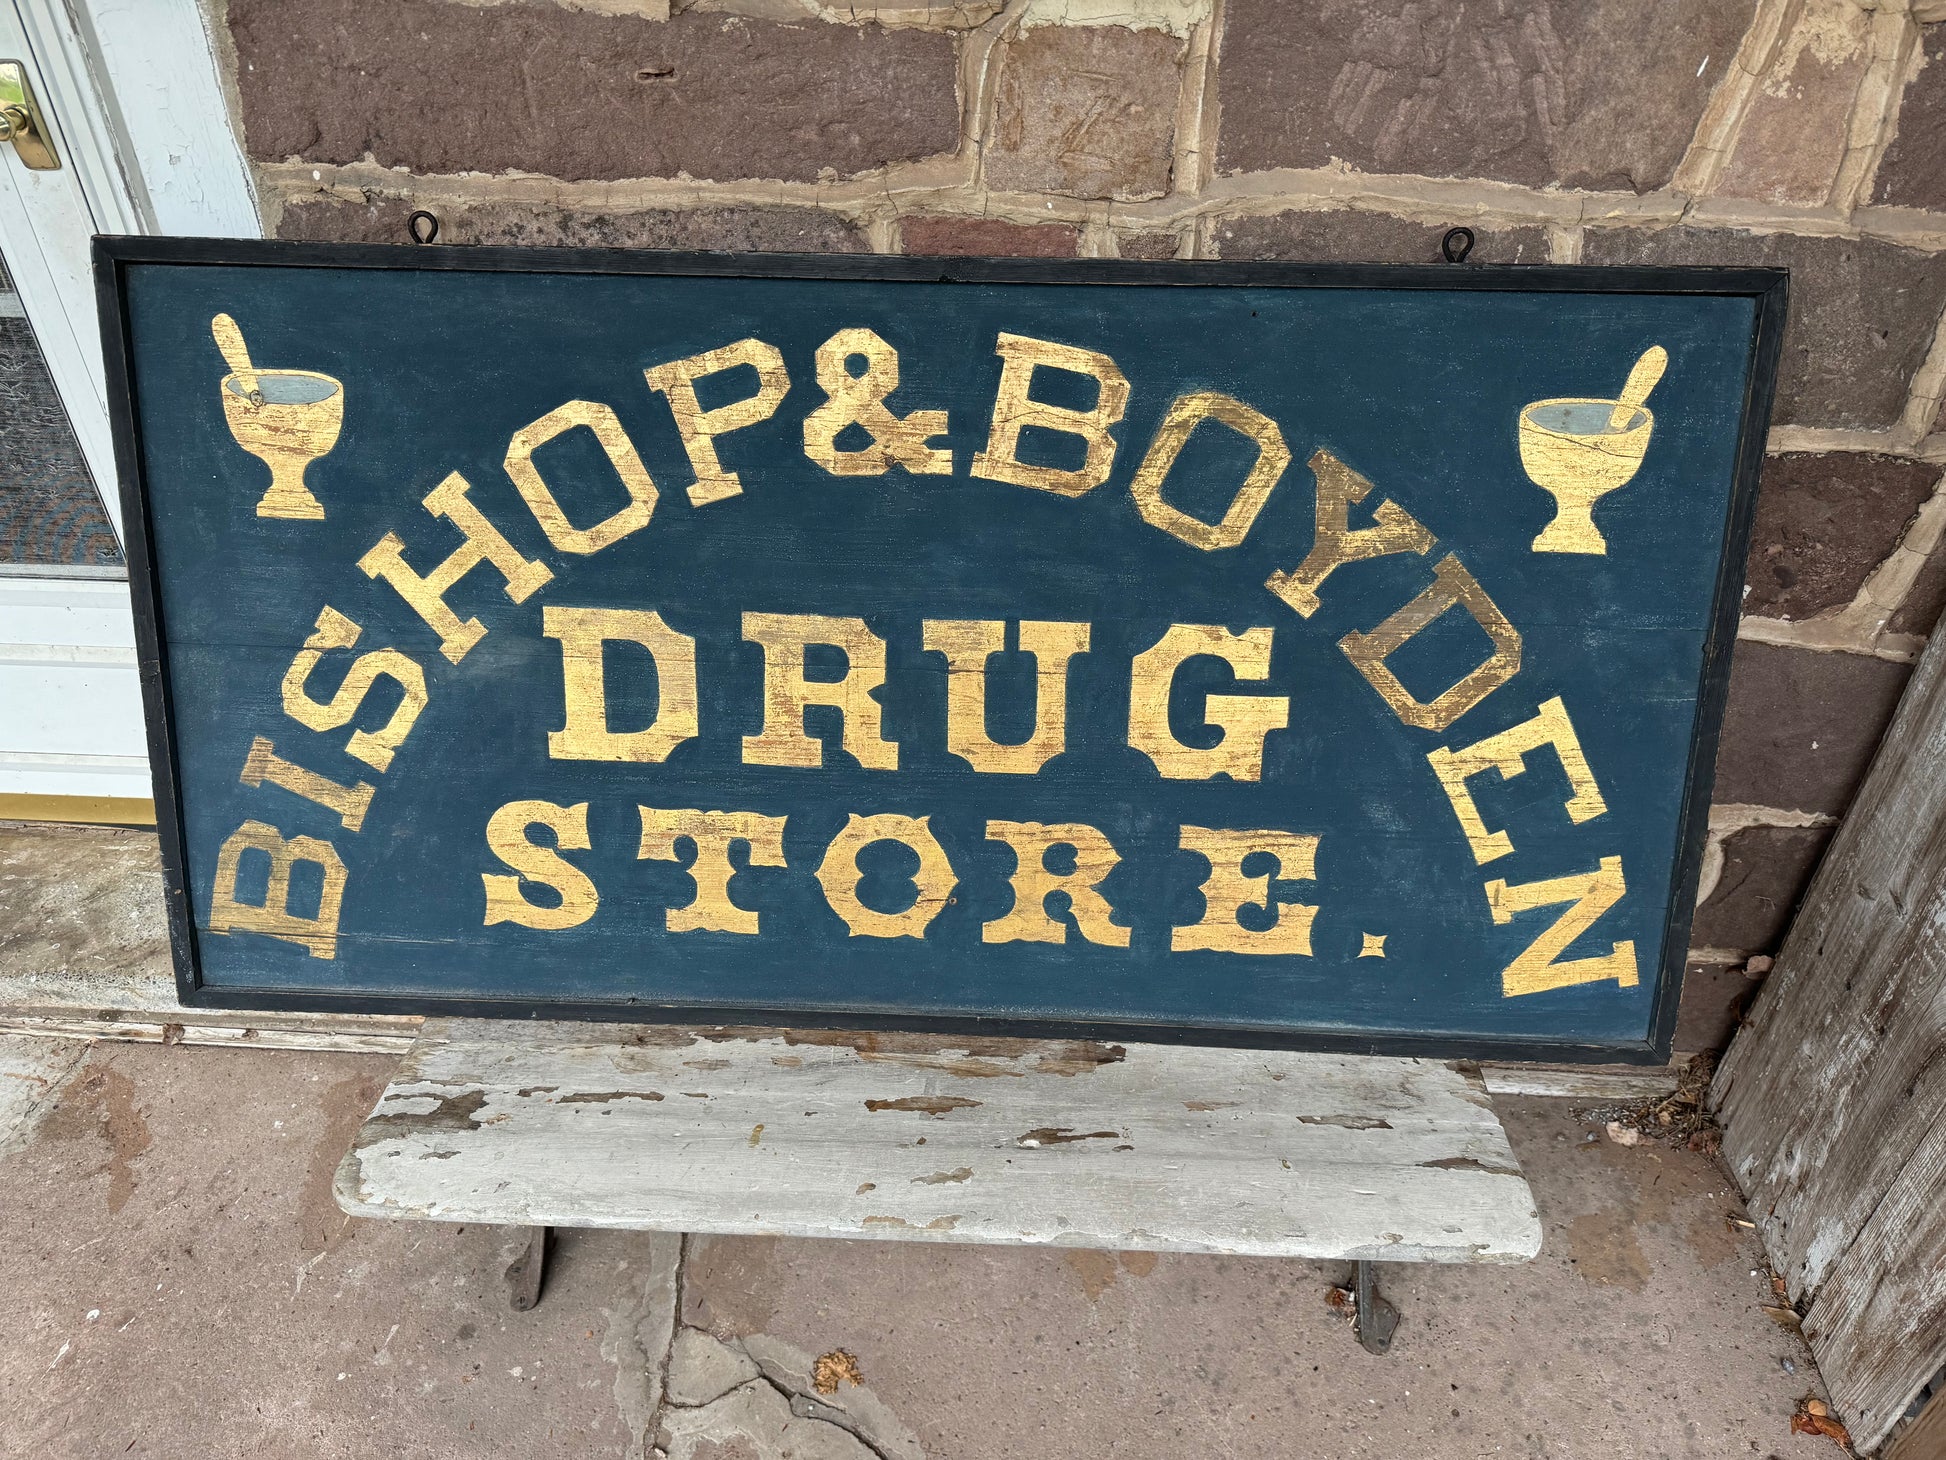 BISHOP & BOYDEN
DRUG
STORE.